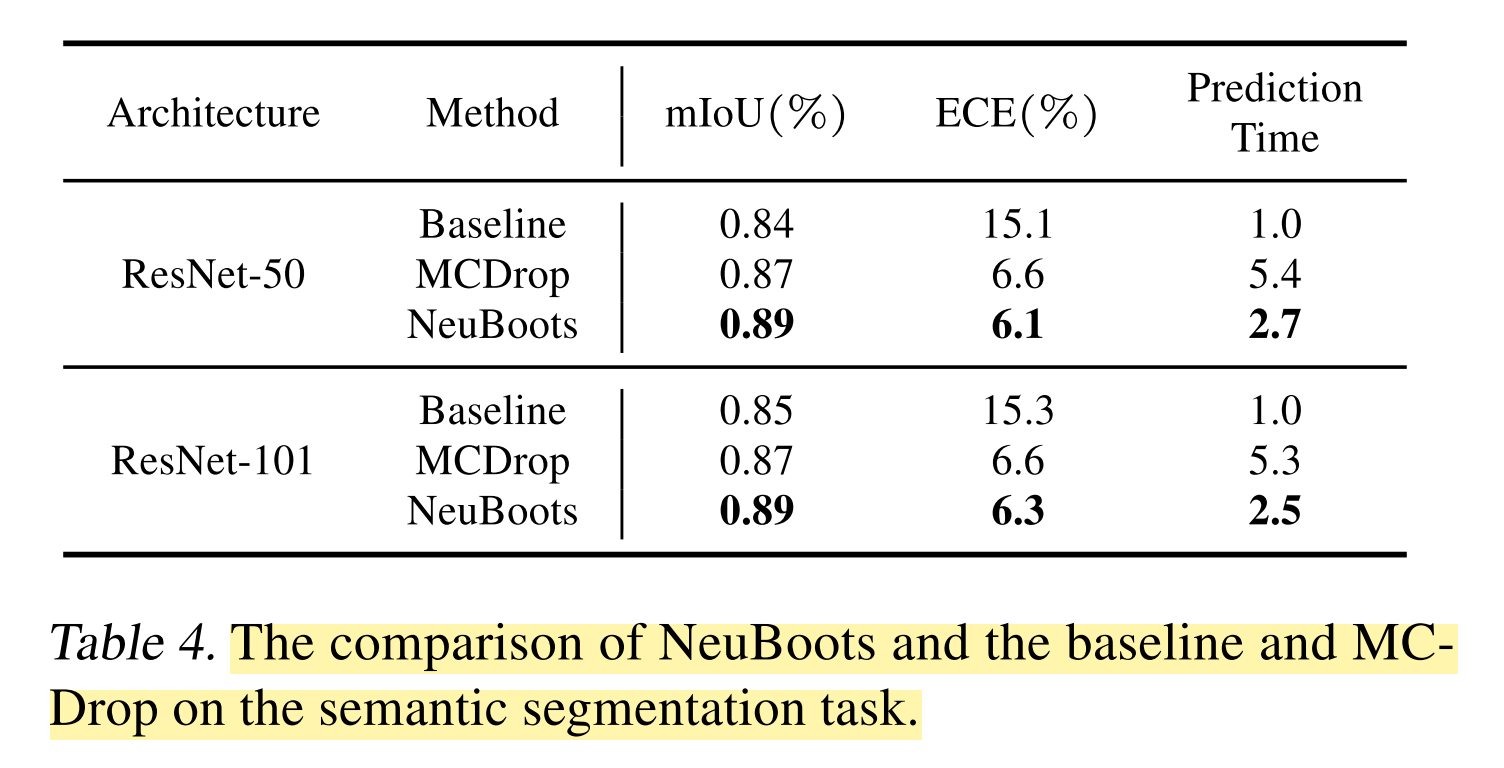 Architecture Method mIoU(%) ECE(%) Prediction Time
Baseline 0.84 15.1 1.0
ResNet-50 MCDrop 0.87 6.6 5.4
NeuBoots 0.89 6.1 2.7
Baseline 0.85 15.3 1.0
ResNet-101 MCDrop 0.87 6.6 5.3
NeuBoots 0.89 6.3 2.5
Table 4. The comparison of NeuBoots and the baseline and MC-
Drop on the semantic segmentation task.